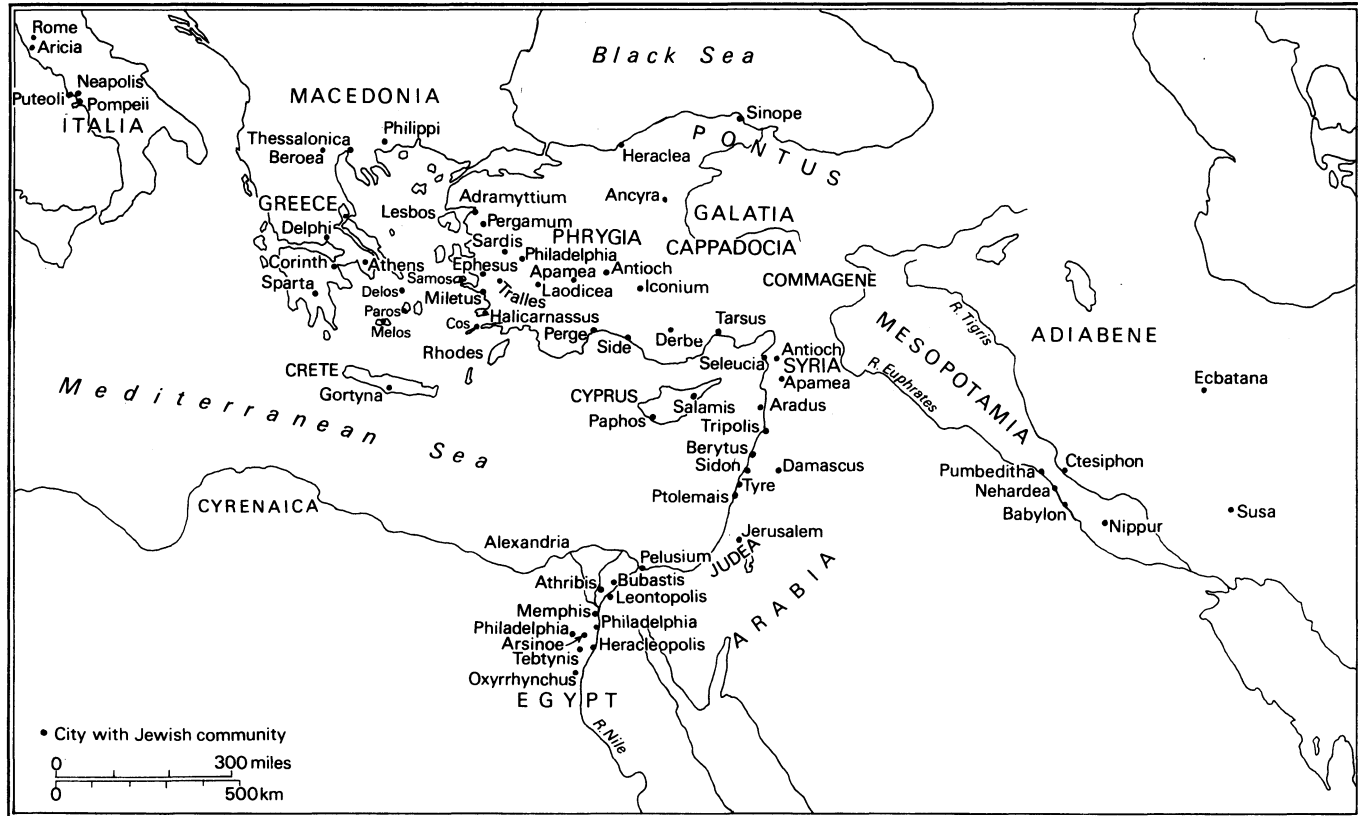 Rome
Aricia
Neapolis
Puteoli
Pompeii
ITALIA
Black Sea
MACEDONIA
Sinope
PONTUS
Philippi
Thessalonica
Beroea
Heraclea
Adramyttium
Ancyra
GREECE
Lesbos
Pergamum
GALATIA
Delphi
Sardis
PHRYGIA
CAPPADOCIA
Philadelphia
Corinth
Athens
Ephesus
Apamea
Antioch
Samos
COMMAGENE
Sparta
Delos
Miletus
Tralles
Laodicea
Iconium
Paros
Melos
Cos
Halicarnassus
Perge
Side
Derbe
Tarsus
R. Tigris
MESOPOTAMIA
ADIABENE
Rhodes
Seleucia
Antioch
SYRIA
Apamea
R. Euphrates
CRETE
Gortyna
Ecbatana
Mediterranean Sea
CYPRUS
Salamis
Paphos
Aradus
Tripolis
Berytus
Sidon
Damascus
Ctesiphon
Pumbeditha
Tyre
Nehardea
Ptolemais
CYRENAICA
Babylon
Nippur
Susa
Jerusalem
Alexandria
JUDEA
Pelusium
ARABIA
Athribis
Bubastis
Leontopolis
Memphis
Philadelphia
Philadelphia
Arsinoe
Heracleopolis
Tebtynis
Oxyrrhynchus
EGYPT
R. Nile
City with Jewish community
0 300 miles
0 500 km